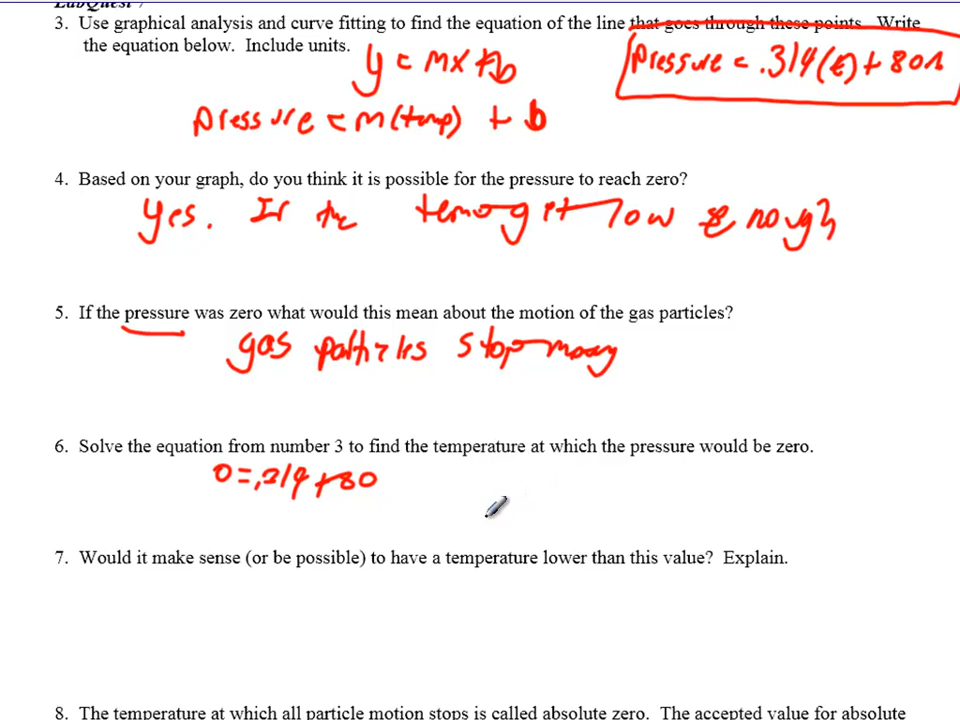 LabQuest
3. Use graphical analysis and curve fitting to find the equation of the line that goes through these points. Write
the equation below. Include units.
y = mx + b
Pressure = .314(t) + 80.1
pressure = m(temp) + b
4. Based on your graph, do you think it is possible for the pressure to reach zero?
yes. If the temp got low enough
5. If the pressure was zero what would this mean about the motion of the gas particles?
gas particles stop moving
6. Solve the equation from number 3 to find the temperature at which the pressure would be zero.
0=.314+80
7. Would it make sense (or be possible) to have a temperature lower than this value? Explain.
8. The temperature at which all particle motion stops is called absolute zero. The accepted value for absolute